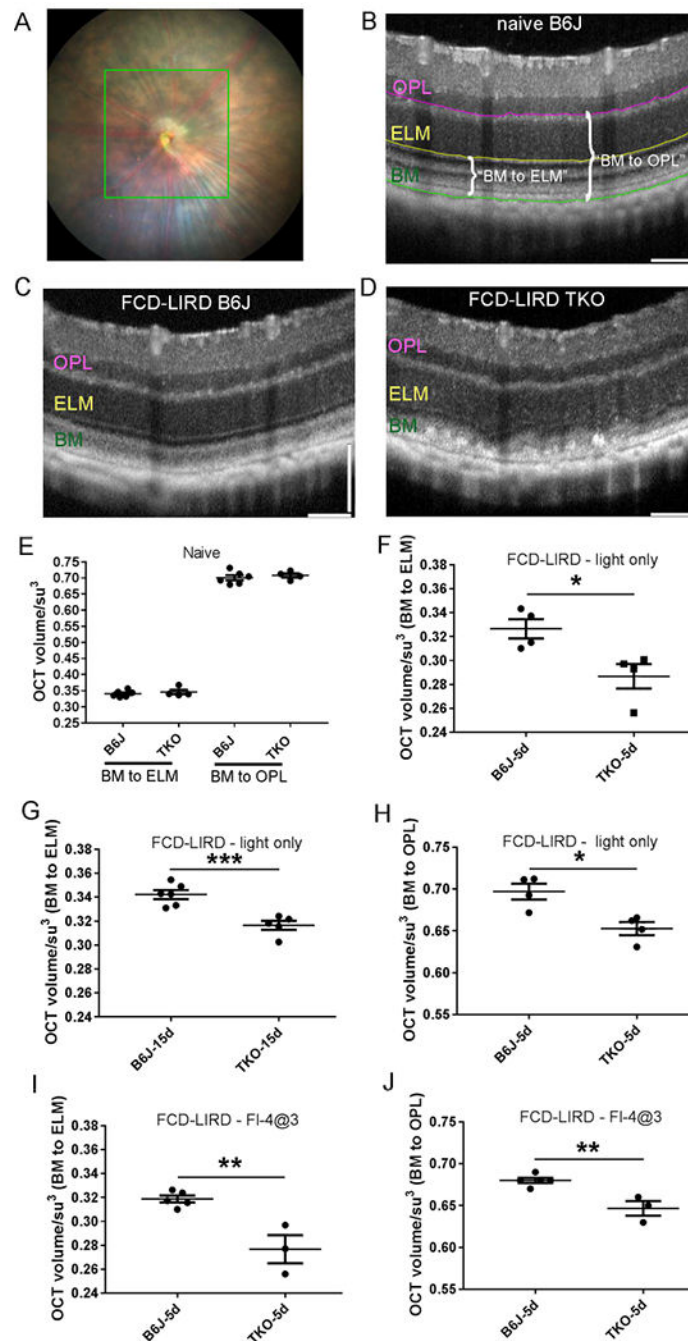 A
B
naive B6J
OPL
ELM
BM
"BM to ELM"
"BM to OPL"
C
FCD-LIRD B6J
OPL
ELM
BM
D
FCD-LIRD TKO
OPL
ELM
BM
E
Naive
OCT volume/su³
0.75
0.70
0.65
0.60
0.55
0.50
0.45
0.40
0.35
0.30
0.25
B6J
TKO
B6J
TKO
BM to ELM
BM to OPL
F
FCD-LIRD - light only
*
OCT volume/su³ (BM to ELM)
0.38
0.36
0.32
0.30
0.28
0.24
B6J-5d
TKO-5d
G
FCD-LIRD - light only
***
OCT volume/su³ (BM to ELM)
0.38
0.36
0.34
0.32
0.30
0.28
0.26
0.24
B6J-15d
TKO-15d
H
FCD-LIRD - light only
*
OCT volume/su³ (BM to OPL)
0.75
0.70
0.65
0.60
0.55
B6J-5d
TKO-5d
I
FCD-LIRD - FI-4@3
**
OCT volume/su³ (BM to ELM)
0.38
0.36
0.32
0.30
0.28
0.24
B6J-5d
TKO-5d
J
FCD-LIRD - FI-4@3
**
OCT volume/su³ (BM to OPL)
0.75
0.70
0.65
0.60
0.55
B6J-5d
TKO-5d